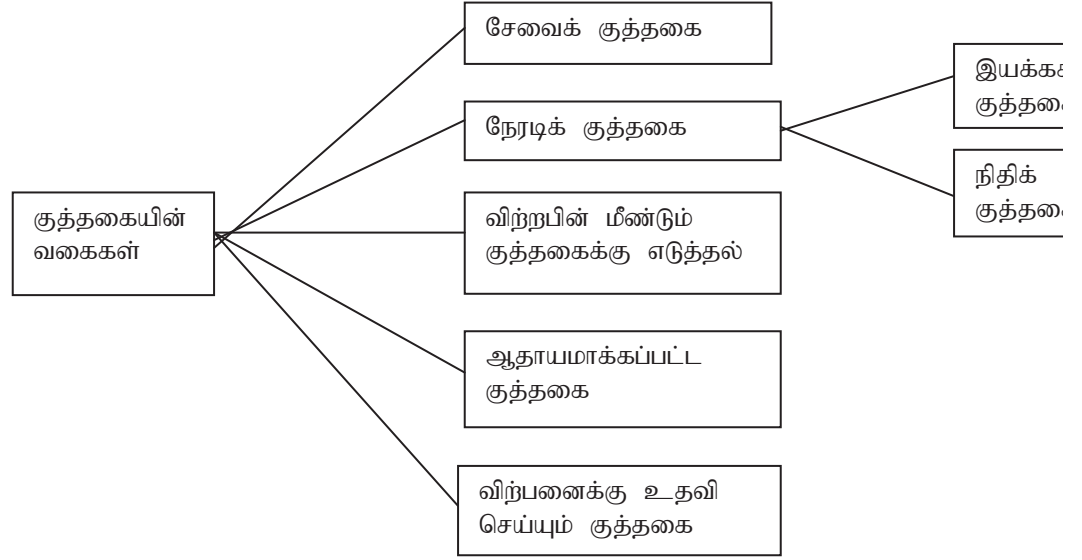 சேவைக் குத்தகை
நேரடிக் குத்தகை
நிதிக்
குத்தகையின்
வகைகள்
விற்றபின் மீண்டும்
குத்தகைக்கு எடுத்தல்
ஆதாயமாக்கப்பட்ட
குத்தகை
விற்பனைக்கு உதவி
செய்யும் குத்தகை